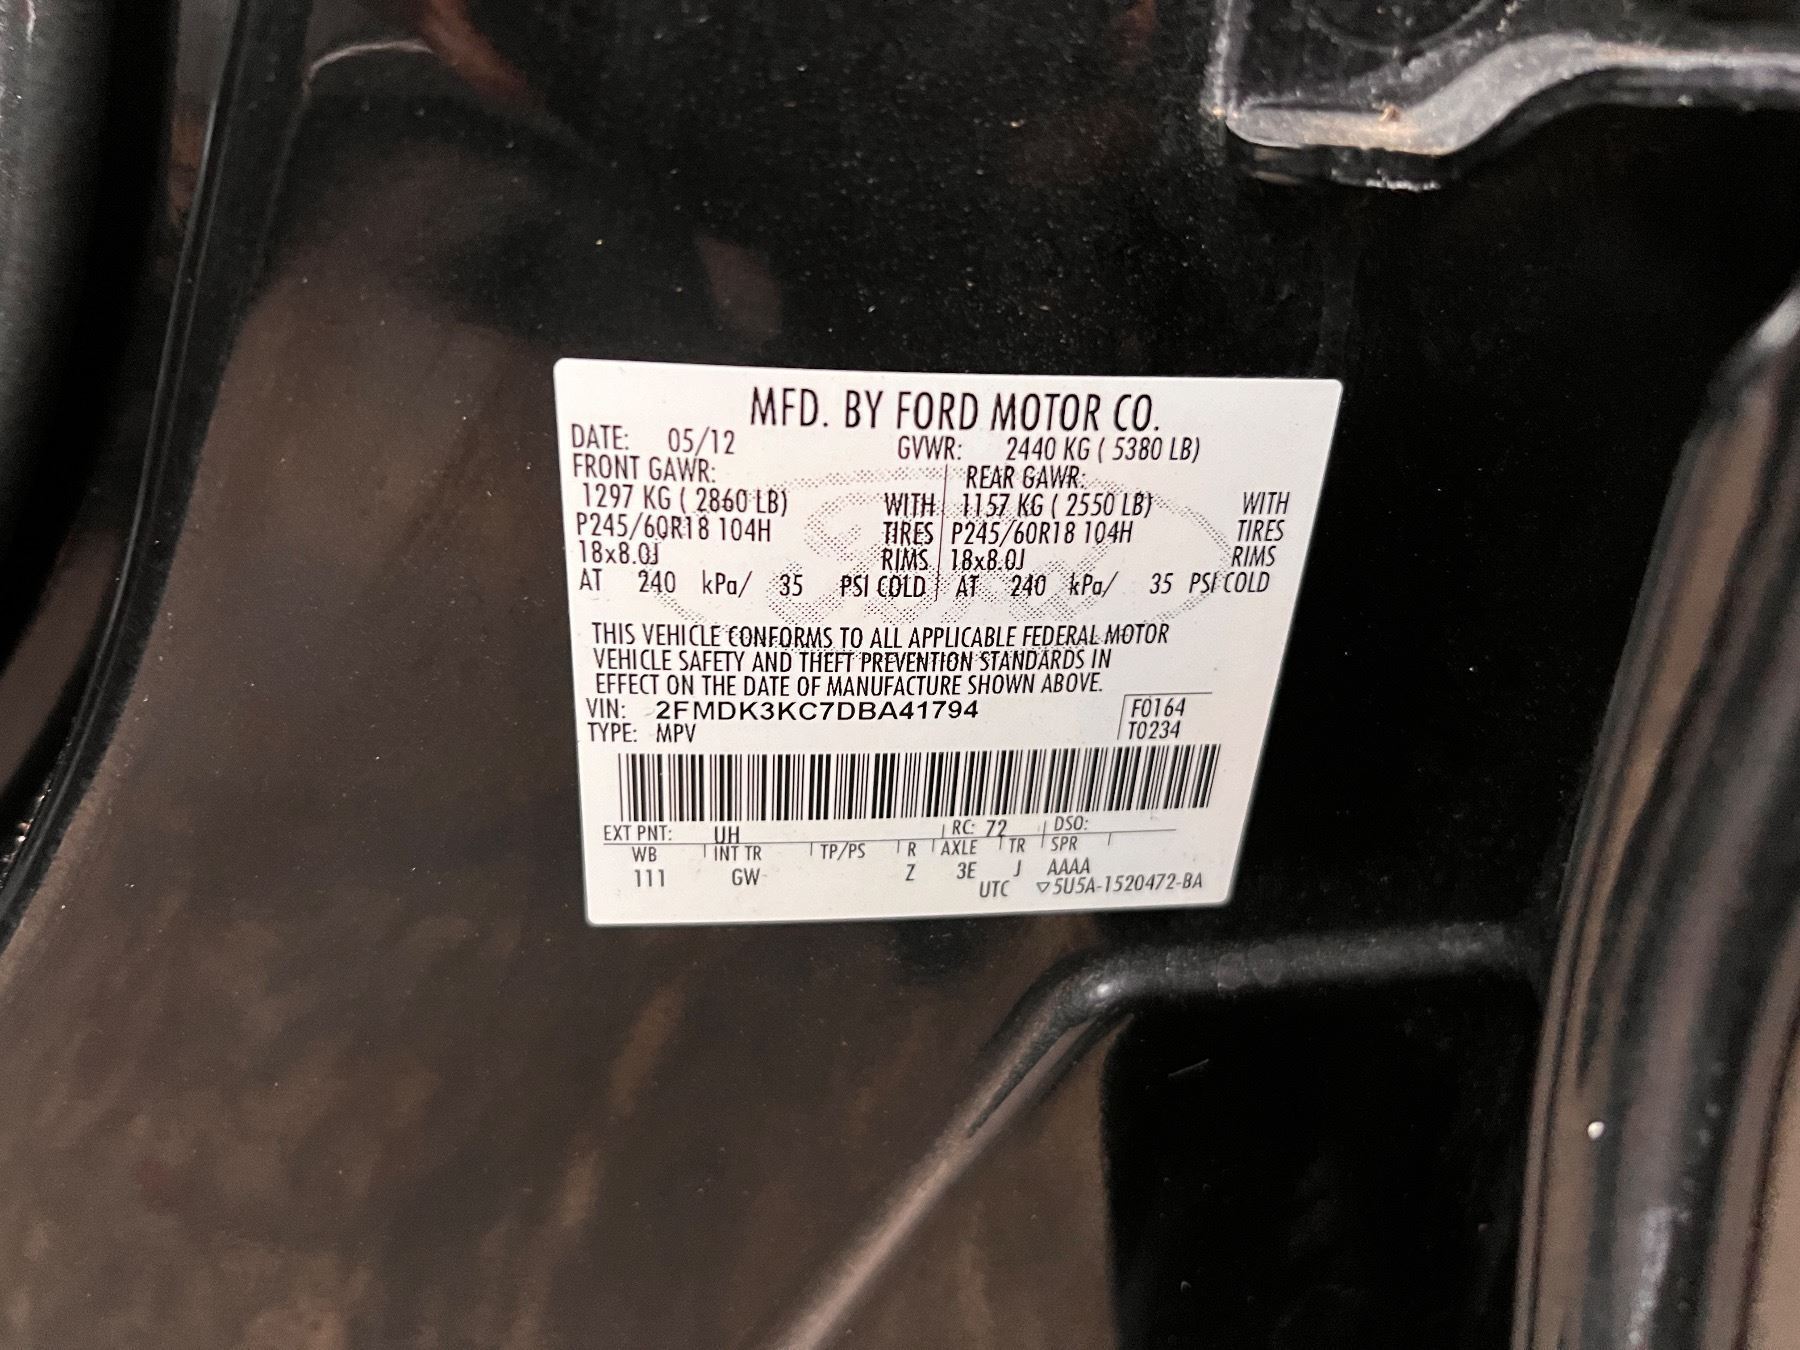 MFD. BY FORD MOTOR CO.
DATE: 05/12 GVWR: 2440 KG ( 5380 LB)
FRONT GAWR: REAR GAWR:
1297 KG ( 2860 LB) WITH 1157 KG ( 2550 LB) WITH
P245/60R18 104H TIRES P245/60R18 104H TIRES
18x8.0J RIMS 18x8.0J RIMS
AT 240 kPa/ 35 PSI COLD AT 240 kPa/ 35 PSI COLD
THIS VEHICLE CONFORMS TO ALL APPLICABLE FEDERAL MOTOR
VEHICLE SAFETY AND THEFT PREVENTION STANDARDS IN
EFFECT ON THE DATE OF MANUFACTURE SHOWN ABOVE.
VIN: 2FMDK3KC7DBA41794 F0164
TYPE: MPV T0234
EXT PNT: UH RC: 72 DSO:
WB INT TR TP/PS R AXLE TR SPR
111 GW Z 3E J AAAA
UTC ▽5U5A-1520472-BA